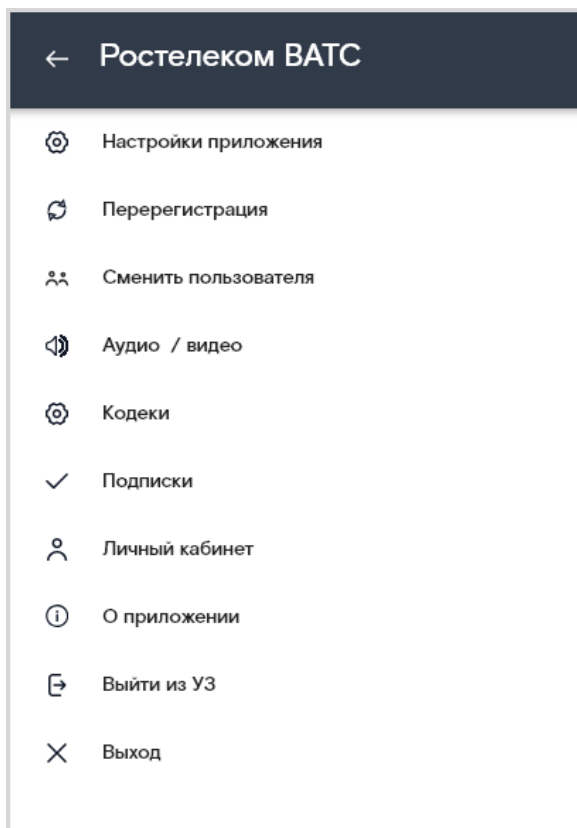 Ростелеком ВАТС
Настройки приложения
Перерегистрация
Сменить пользователя
Аудио / видео
Кодеки
Подписки
Личный кабинет
О приложении
Выйти из УЗ
Выход